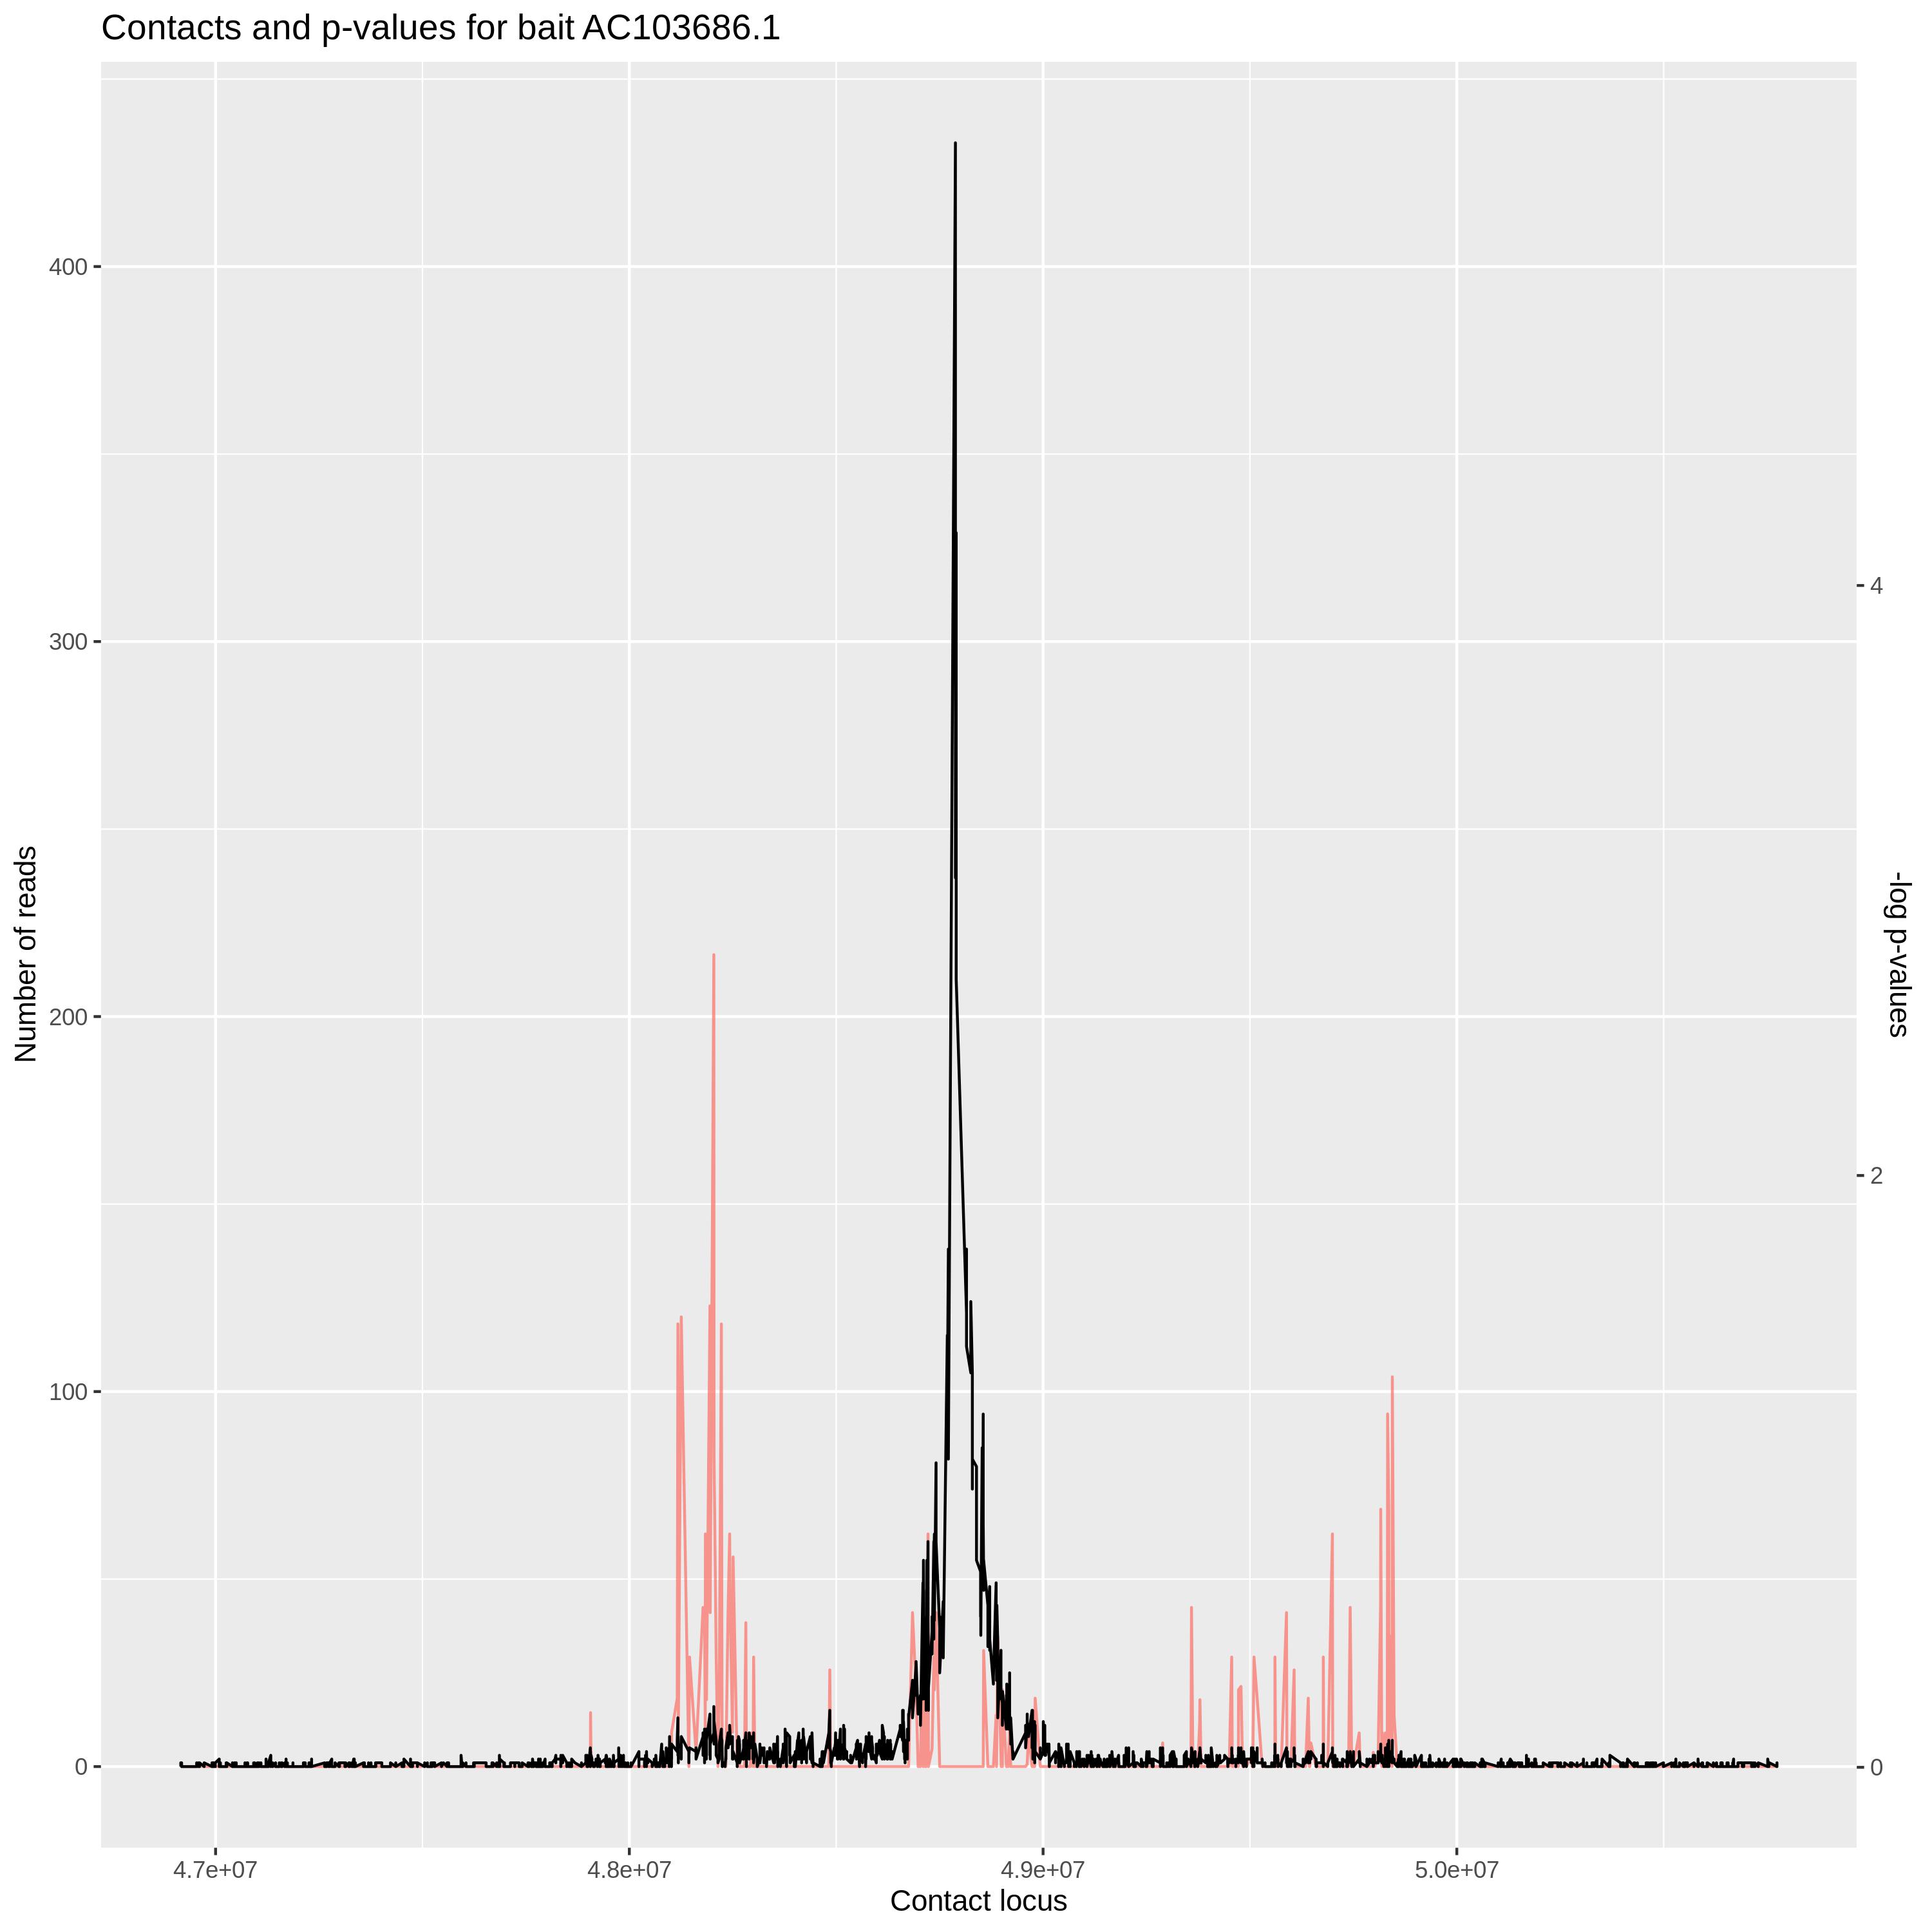 Contacts and p-values for bait AC103686.1
400
300
200
100
0
Number of reads
4
2
0
-log p-values
4.7e+07
4.8e+07
4.9e+07
5.0e+07
Contact locus